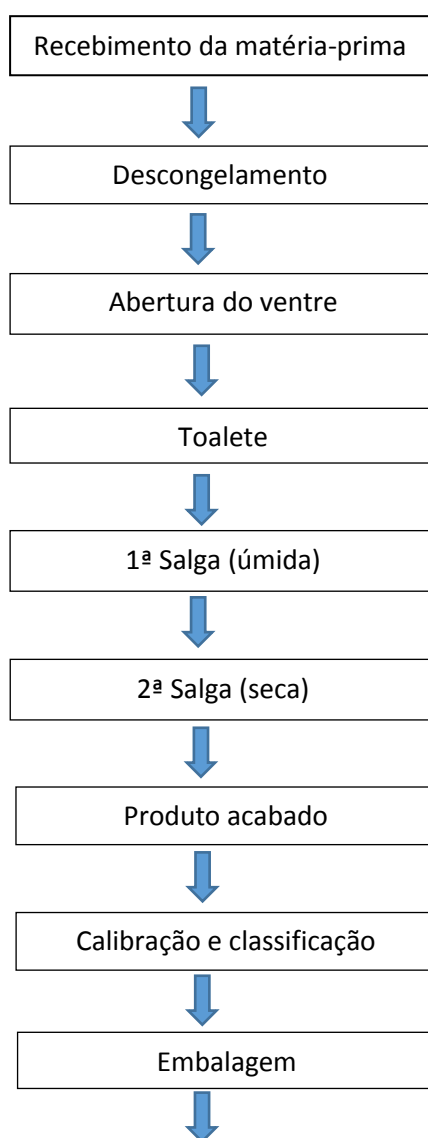 Recebimento da matéria-prima
Descongelamento
Abertura do ventre
Toalete
1ª Salga (úmida)
2ª Salga (seca)
Produto acabado
Calibração e classificação
Embalagem